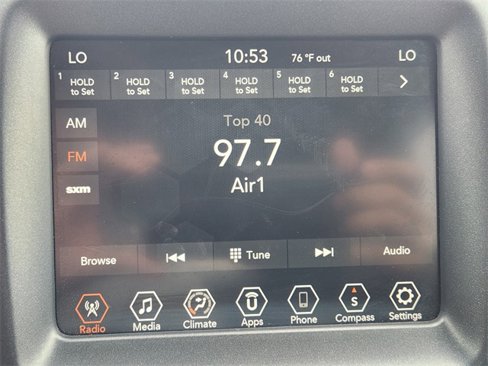 LO 10:53 76 °F out LO
1 HOLD to Set 2 HOLD to Set 3 HOLD to Set 4 HOLD to Set 5 HOLD to Set 6 HOLD to Set
AM
Top 40
FM
97.7
sxm
Air1
Browse Tune Audio
Radio Media Climate Apps Phone Compass Settings
U
S